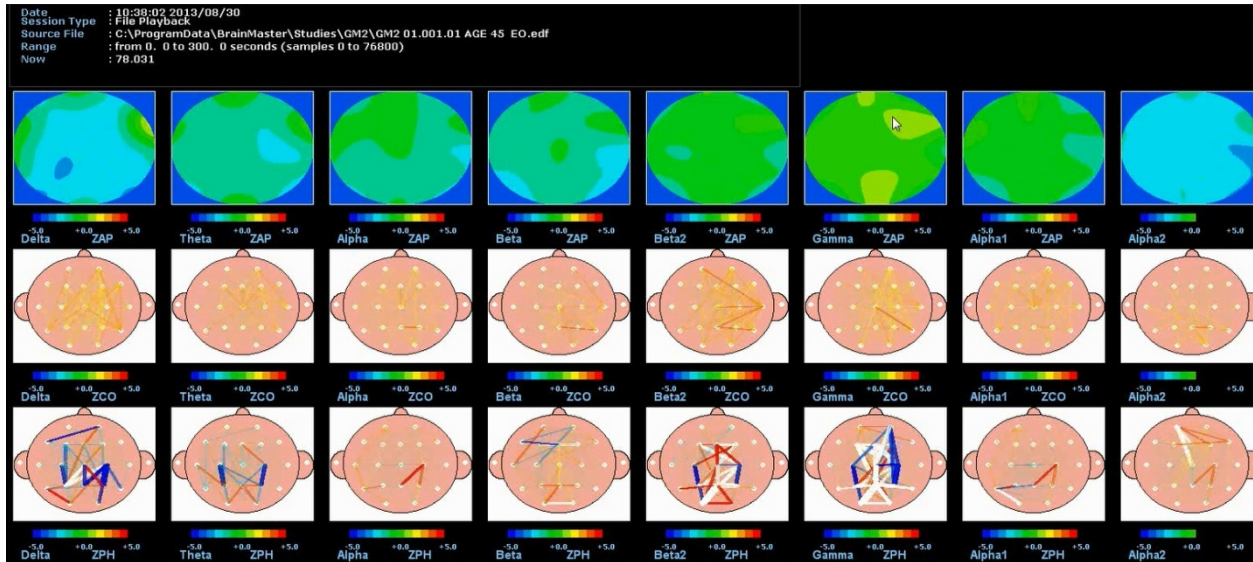 Date : 10:38:02 2013/08/30
Session Type : File Playback
Source File : C:\ProgramData\BrainMaster\Studies\GM2\GM2 01.001.01 AGE 45 EO.edf
Range : from 0. 0 to 300. 0 seconds (samples 0 to 76800)
Now : 78.031
-5.0 +0.0 +5.0 -5.0 +0.0 +5.0 -5.0 +0.0 +5.0 -5.0 +0.0 +5.0 -5.0 +0.0 +5.0 -5.0 +0.0 +5.0 -5.0 +0.0 +5.0 -5.0 +0.0
Delta ZAP Theta ZAP Alpha ZAP Beta ZAP Beta2 ZAP Gamma ZAP Alpha1 ZAP Alpha2
-5.0 +0.0 +5.0 -5.0 +0.0 +5.0 -5.0 +0.0 +5.0 -5.0 +0.0 +5.0 -5.0 +0.0 +5.0 -5.0 +0.0 +5.0 -5.0 +0.0 +5.0 -5.0 +0.0
Delta ZCO Theta ZCO Alpha ZCO Beta ZCO Beta2 ZCO Gamma ZCO Alpha1 ZCO Alpha2
-5.0 +0.0 +5.0 -5.0 +0.0 +5.0 -5.0 +0.0 +5.0 -5.0 +0.0 +5.0 -5.0 +0.0 +5.0 -5.0 +0.0 +5.0 -5.0 +0.0 +5.0 -5.0 +0.0
Delta ZPH Theta ZPH Alpha ZPH Beta ZPH Beta2 ZPH Gamma ZPH Alpha1 ZPH Alpha2